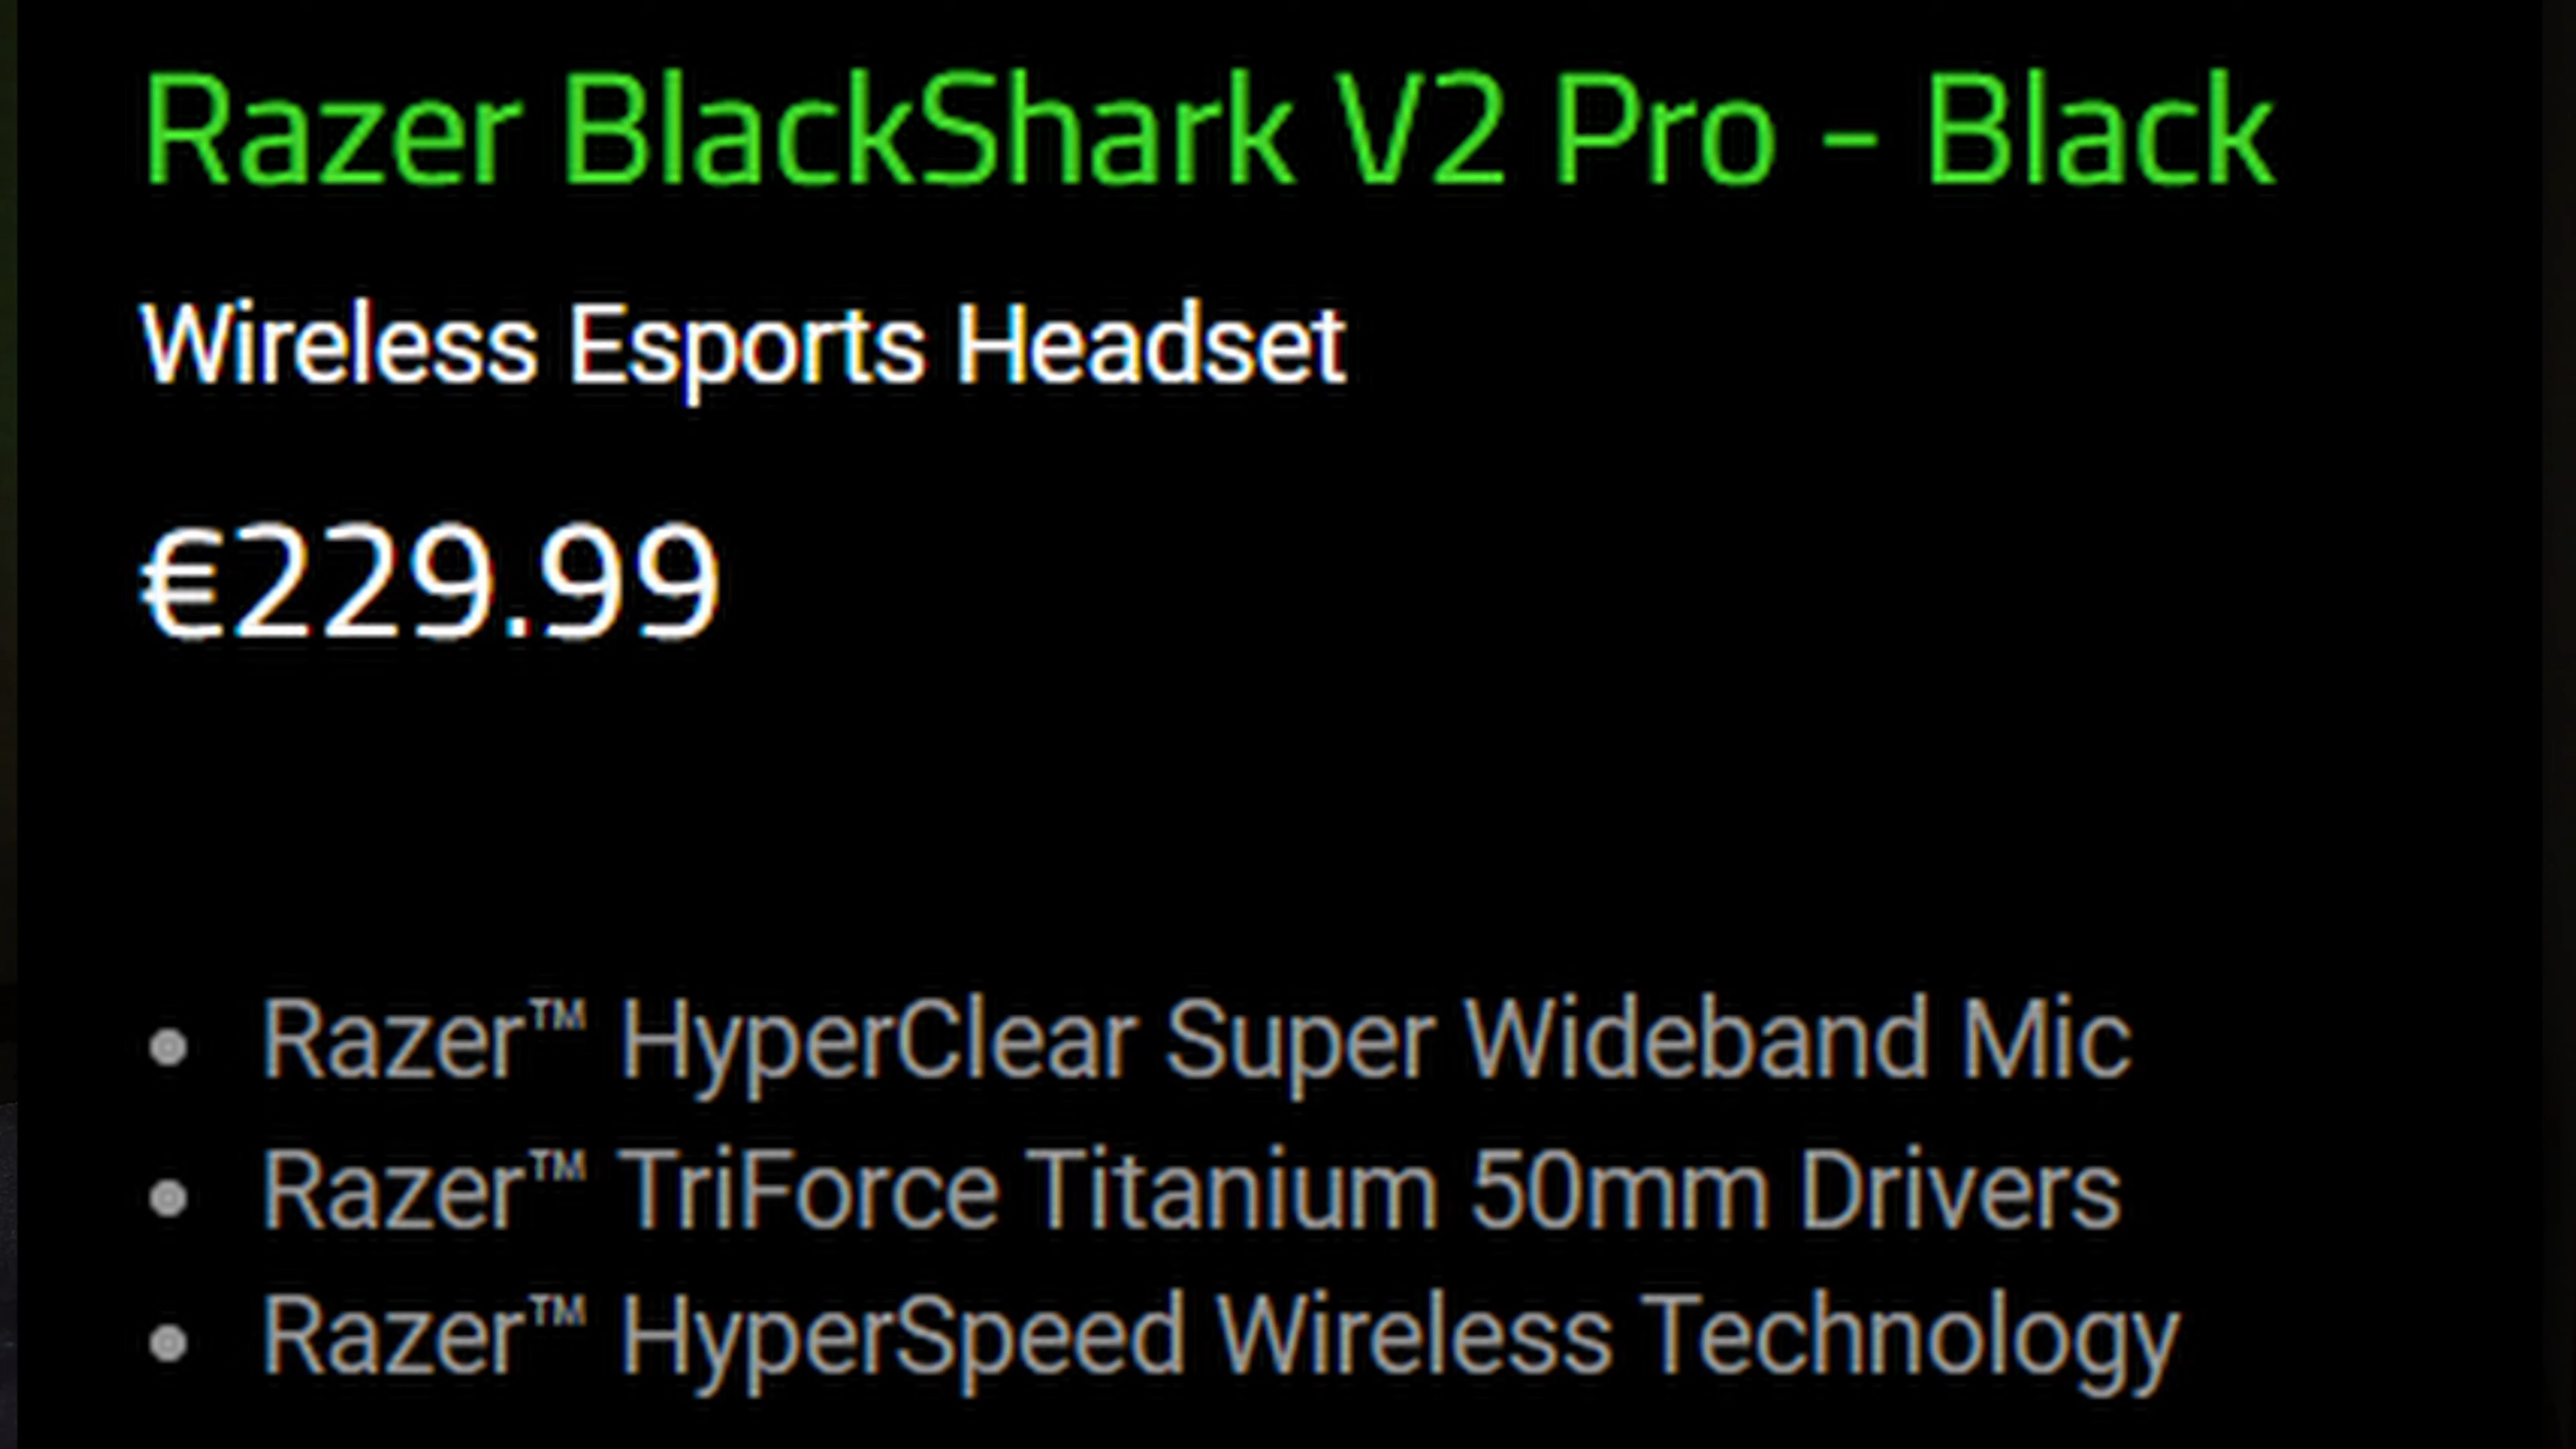 Razer BlackShark V2 Pro - Black
Wireless Esports Headset
€229.99
• Razer™ HyperClear Super Wideband Mic
• Razer™ TriForce Titanium 50mm Drivers
• Razer™ HyperSpeed Wireless Technology